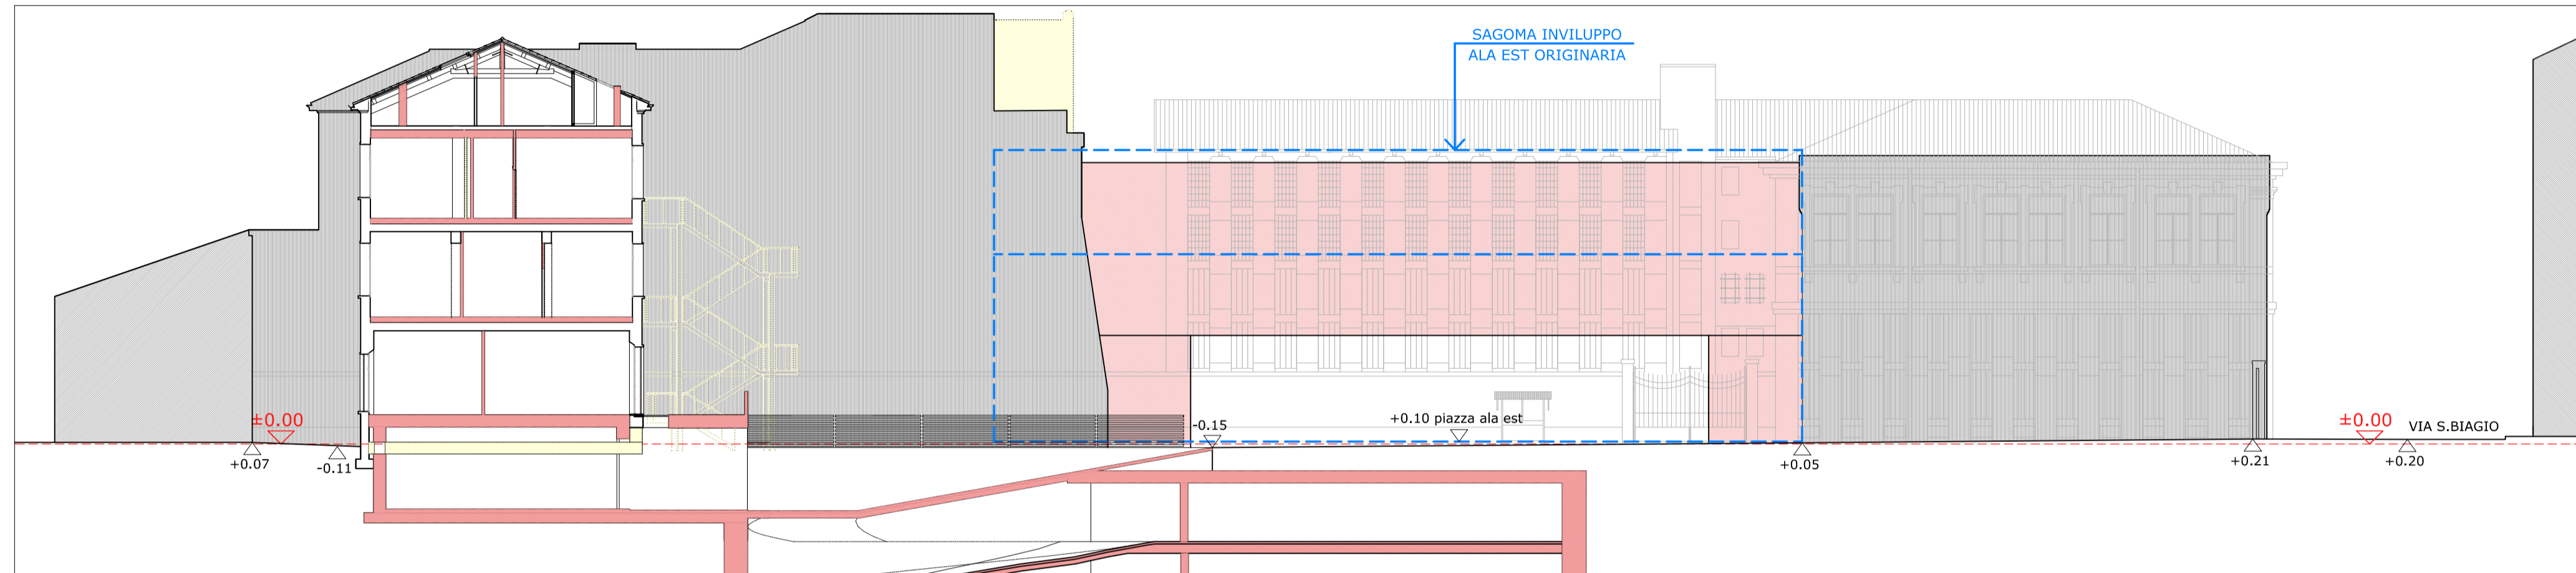 SAGOMA INVILUPPO
ALA EST ORIGINARIA
±0.00
+0.07
-0.11
-0.15
+0.10 piazza ala est
+0.05
±0.00
VIA S.BIAGIO
+0.21
+0.20